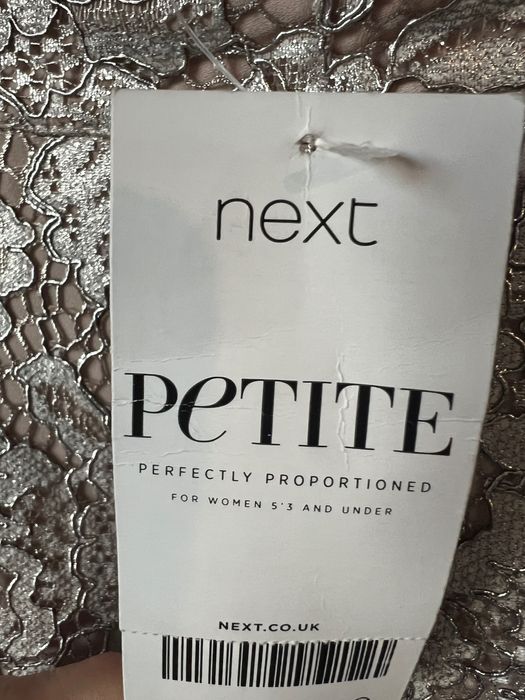 next
PeTITE
PERFECTLY PROPORTIONED
FOR WOMEN 5'3 AND UNDER
NEXT.CO.UK